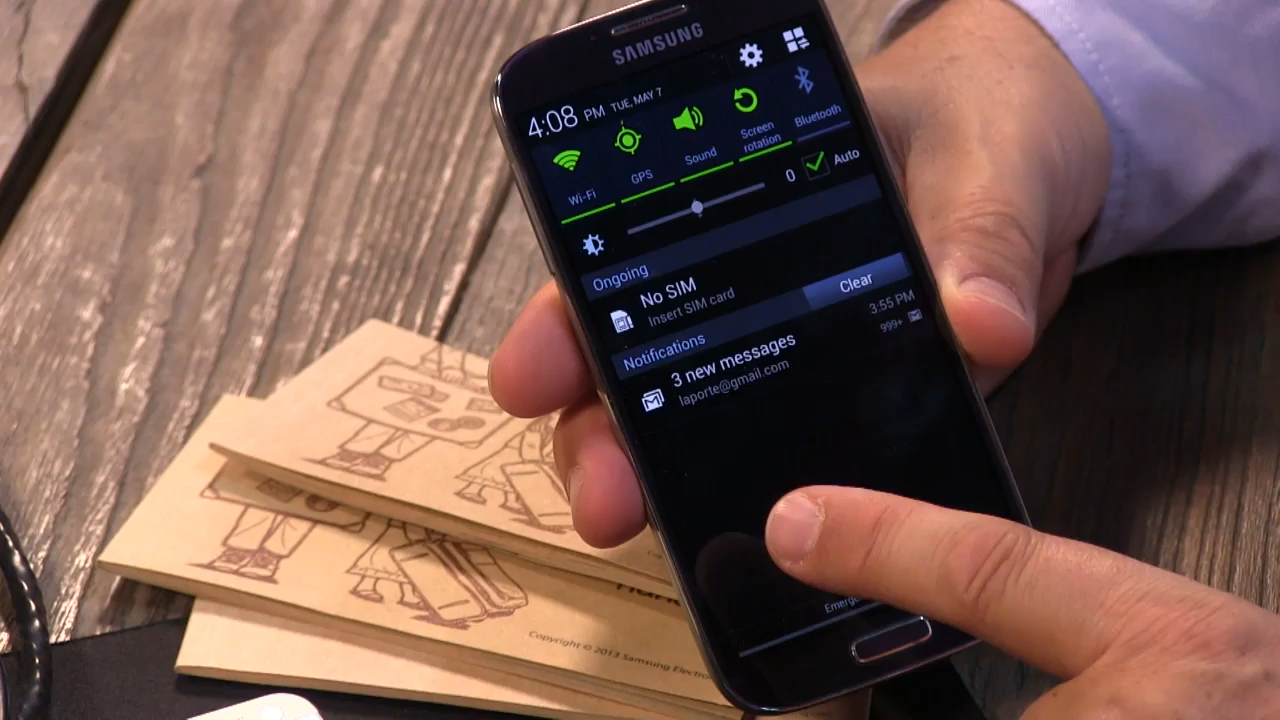 SAMSUNG
4:08 PM TUE, MAY 7
Wi-Fi
GPS
Sound
Screen rotation
Bluetooth
0
Auto
Ongoing
No SIM
Insert SIM card
Notifications
Clear
3 new messages
3:55 PM
laporte@gmail.com
999+
Copyright © 2013 Samsung